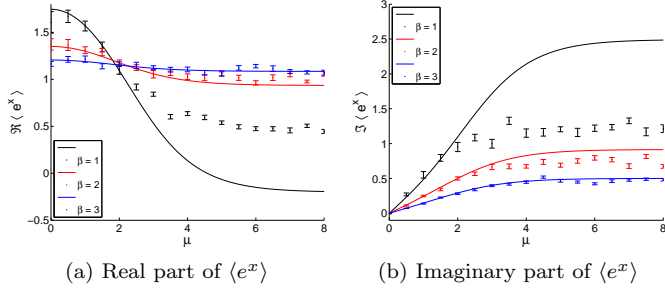 ℜ ⟨ e^x ⟩
1.5
1
0.5
0
−0.5
0
2
4
6
8
μ
β = 1
β = 2
β = 3
(a) Real part of ⟨e^x⟩
ℑ ⟨ e^x ⟩
3
2.5
2
1.5
1
0.5
0
0
2
4
6
8
μ
β = 1
β = 2
β = 3
(b) Imaginary part of ⟨e^x⟩